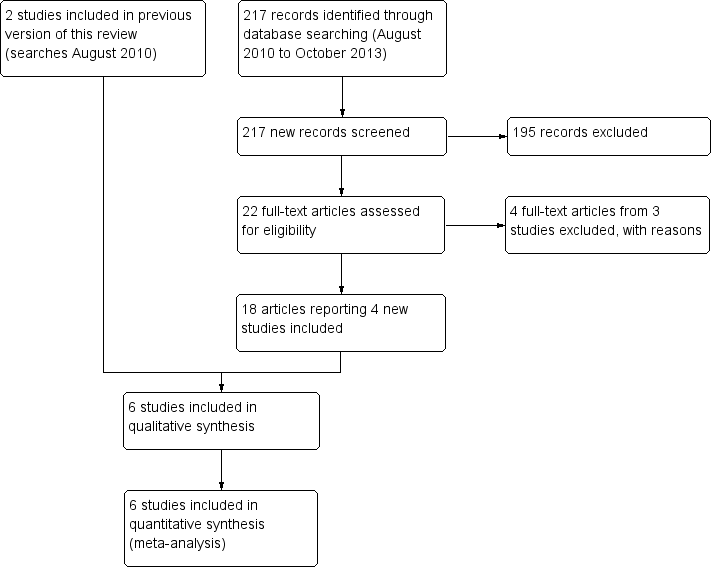 2 studies included in previous
version of this review
(searches August 2010)
217 records identified through
database searching (August
2010 to October 2013)
217 new records screened
195 records excluded
22 full-text articles assessed
for eligibility
4 full-text articles from 3
studies excluded, with reasons
18 articles reporting 4 new
studies included
6 studies included in
qualitative synthesis
6 studies included in
quantitative synthesis
(meta-analysis)